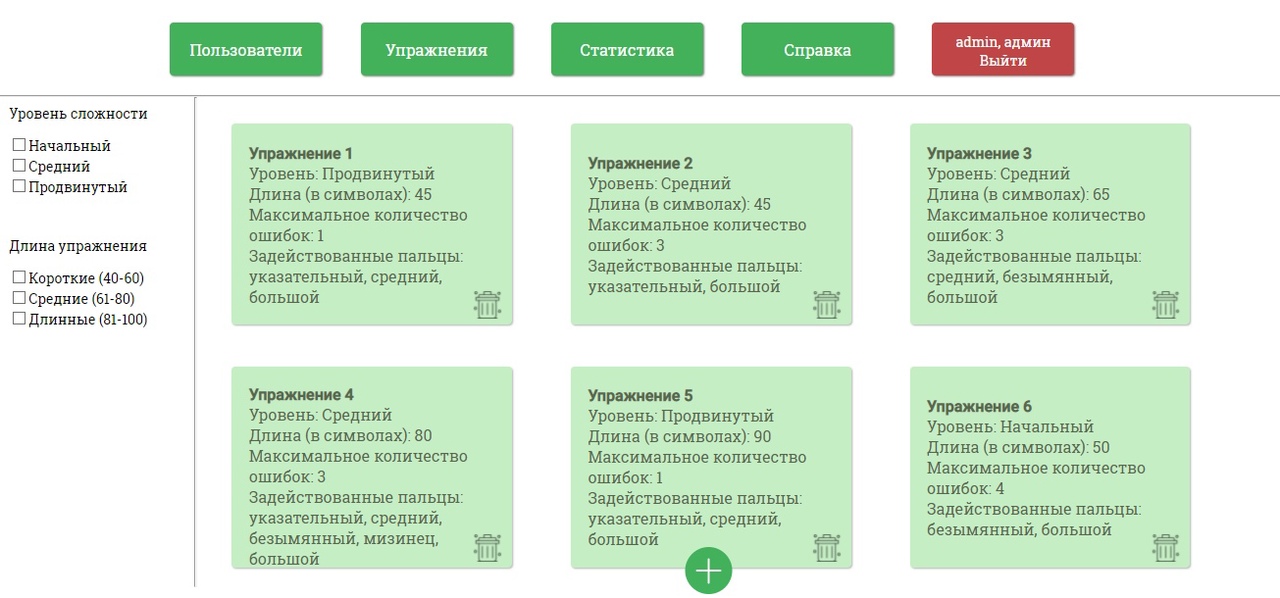 Пользователи
Упражнения
Статистика
Справка
admin, админ
Выйти
Уровень сложности
Начальный
Средний
Продвинутый
Длина упражнения
Короткие (40-60)
Средние (61-80)
Длинные (81-100)
Упражнение 1
Уровень: Продвинутый
Длина (в символах): 45
Максимальное количество
ошибок: 1
Задействованные пальцы:
указательный, средний,
большой
Упражнение 2
Уровень: Средний
Длина (в символах): 45
Максимальное количество
ошибок: 3
Задействованные пальцы:
указательный, большой
Упражнение 3
Уровень: Средний
Длина (в символах): 65
Максимальное количество
ошибок: 3
Задействованные пальцы:
средний, безымянный,
большой
Упражнение 4
Уровень: Средний
Длина (в символах): 80
Максимальное количество
ошибок: 3
Задействованные пальцы:
указательный, средний,
безымянный, мизинец,
большой
Упражнение 5
Уровень: Продвинутый
Длина (в символах): 90
Максимальное количество
ошибок: 1
Задействованные пальцы:
указательный, средний,
большой
Упражнение 6
Уровень: Начальный
Длина (в символах): 50
Максимальное количество
ошибок: 4
Задействованные пальцы:
безымянный, большой